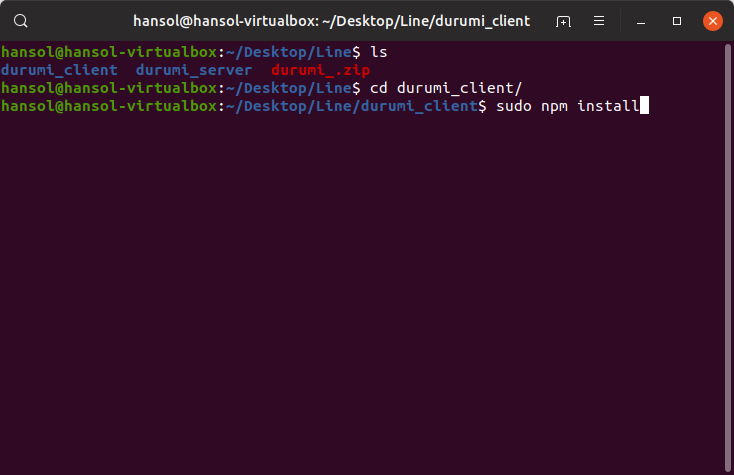 hansol@hansol-virtualbox: ~/Desktop/Line/durumi_client
hansol@hansol-virtualbox:~/Desktop/Line$ ls
durumi_client  durumi_server  durumi_.zip
hansol@hansol-virtualbox:~/Desktop/Line$ cd durumi_client/
hansol@hansol-virtualbox:~/Desktop/Line/durumi_client$ sudo npm install